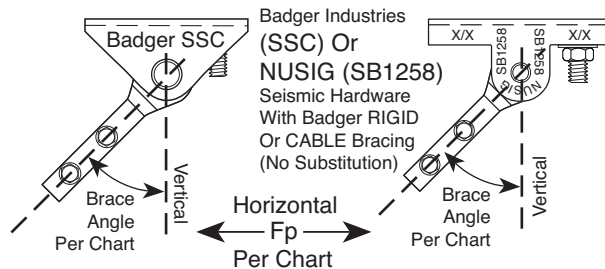 Badger SSC
Brace
Angle
Per Chart
Vertical
Badger Industries
(SSC) Or
NUSIG (SB1258)
Seismic Hardware
With Badger RIGID
Or CABLE Bracing
(No Substitution)
Horizontal
Fp
Per Chart
X/X
SB1258
NUSIG
SB1258
X/X
Brace
Angle
Per Chart
Vertical